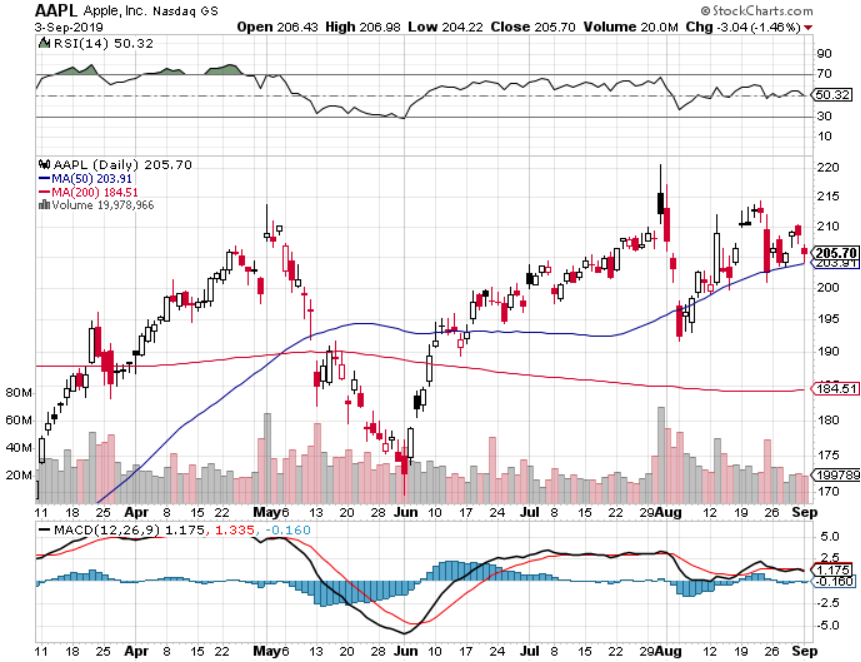 AAPL Apple, Inc. Nasdaq GS © StockCharts.com
3-Sep-2019 Open 206.43 High 206.98 Low 204.22 Close 205.70 Volume 20.0M Chg -3.04 (-1.46%)
RSI(14) 50.32
90
70
50.32
30
10
AAPL (Daily) 205.70
MA(50) 203.91
MA(200) 184.51
Volume 19,978,966
220
215
210
205.70
203.91
200
195
190
184.51
180
175
170
80M
60M
40M
20M
199789
11 18 25 Apr 8 15 22 May 6 13 20 28 Jun 10 17 24 Jul 8 15 22 29 Aug 12 19 26 Sep
MACD(12,26,9) 1.175, 1.335, -0.160
5.0
2.5
1.175
-0.160
-2.5
-5.0
11 18 25 Apr 8 15 22 May 6 13 20 28 Jun 10 17 24 Jul 8 15 22 29 Aug 12 19 26 Sep